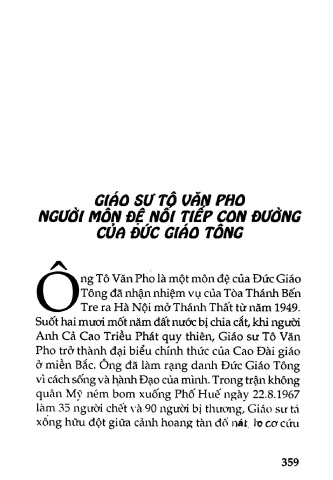 GIÁO SƯ TÔ VĂN PHO
NGƯỜI MÔN ĐỆ NỐI TIẾP CON ĐƯỜNG
CỦA ĐỨC GIÁO TÔNG
Ông Tô Văn Pho là một môn đệ của Đức Giáo
Tông đã nhận nhiệm vụ của Tòa Thánh Bến
Tre ra Hà Nội mở Thánh Thất từ năm 1949.
Suốt hai mươi mốt năm đất nước bị chia cắt, khi người
Anh Cả Cao Triều Phát quy thiên, Giáo sư Tô Văn
Pho trở thành đại biểu chính thức của Cao Đài giáo
ở miền Bắc. Ông đã làm rạng danh Đức Giáo Tông
vì cách sống và hành Đạo của mình. Trong trận không
quân Mỹ ném bom xuống Phố Huế ngày 22.8.1967
làm 35 người chết và 90 người bị thương, Giáo sư tả
xông hữu đột giữa cảnh hoang tàn đổ nát, lo cơ cứu
359